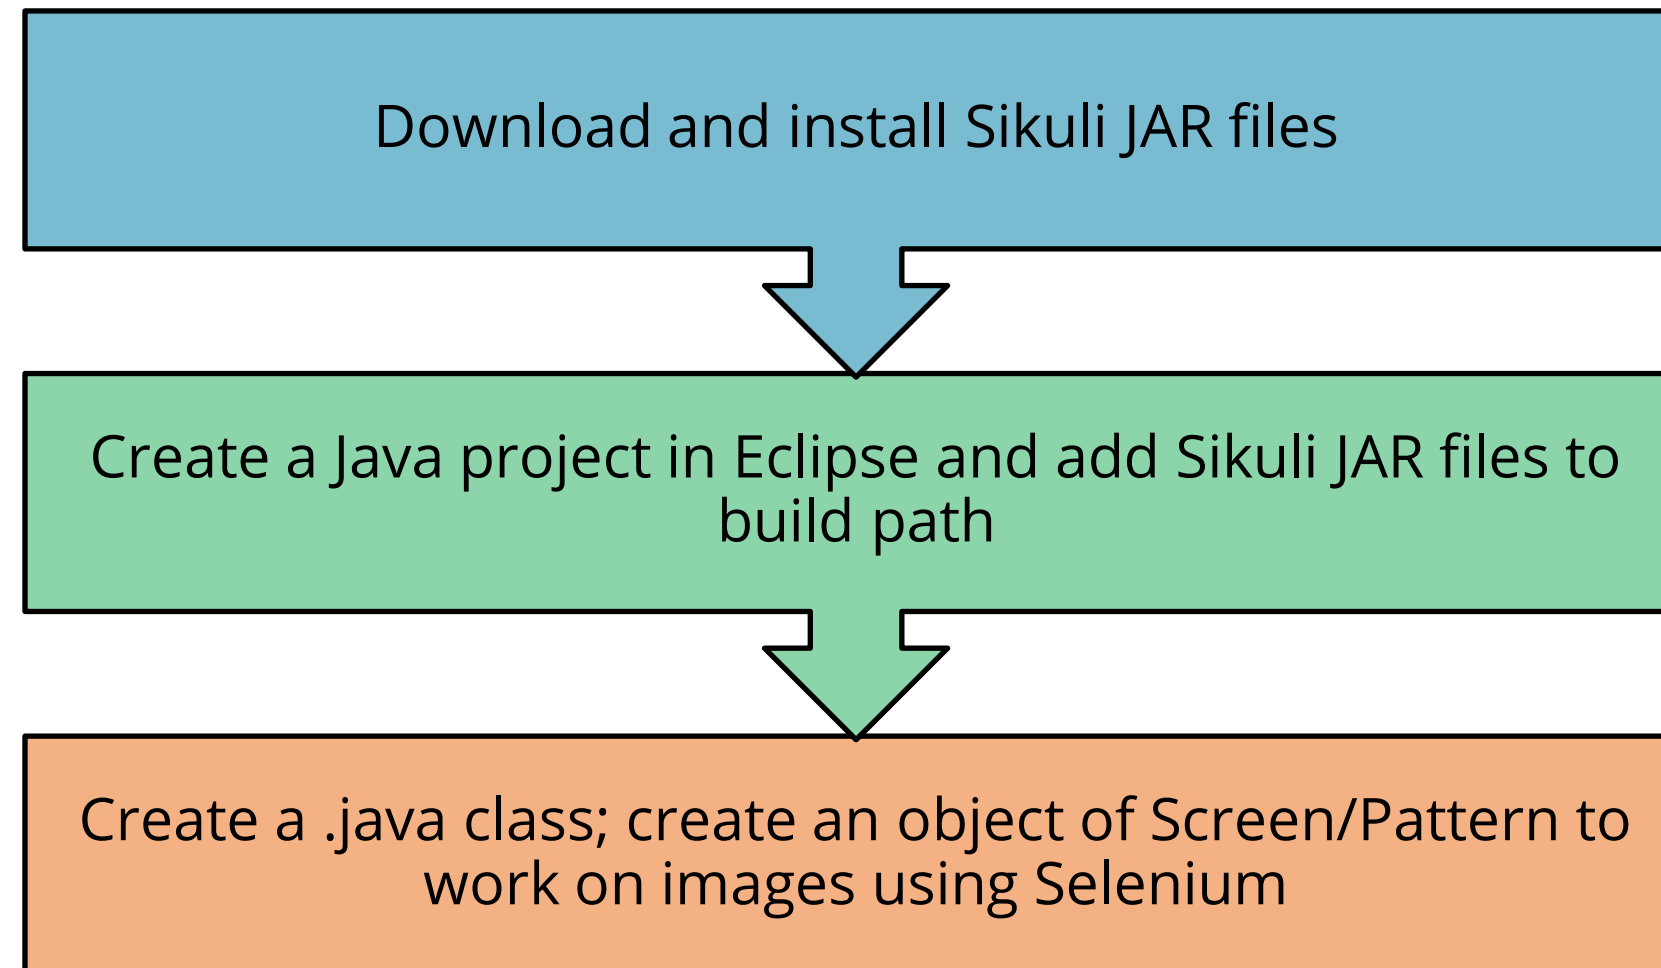 Download and install Sikuli JAR files
Create a Java project in Eclipse and add Sikuli JAR files to
build path
Create a .java class; create an object of Screen/Pattern to
work on images using Selenium